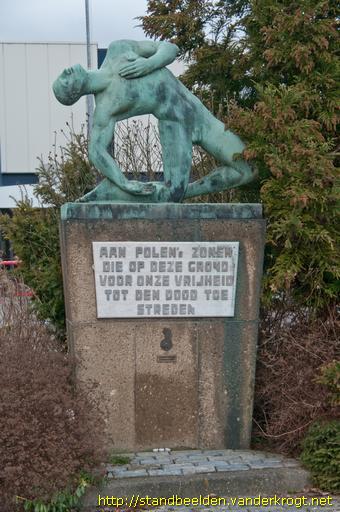 AAN POLEN's ZONEN
DIE OP DEZE GROND
VOOR ONZE VRIJHEID
TOT DEN DOOD TOE
STREDEN
http://standbeelden.vanderkrogt.net